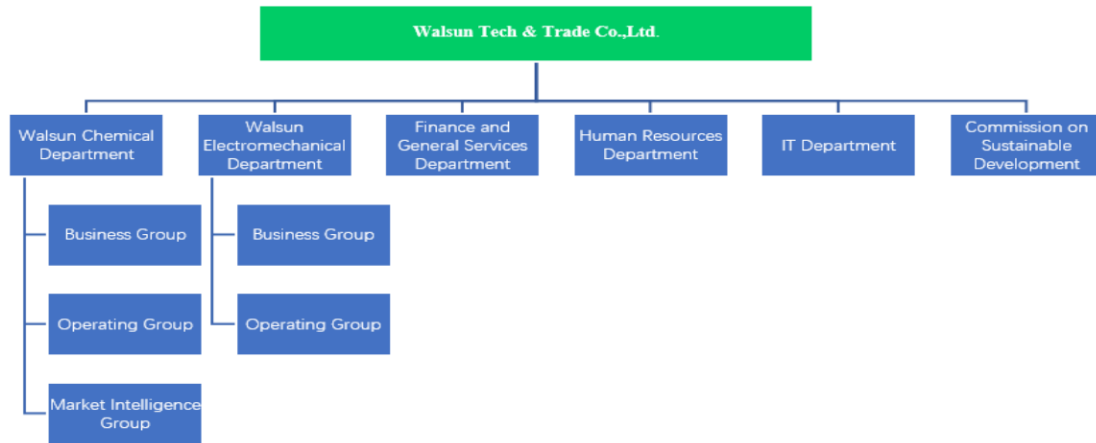 Walsun Tech & Trade Co.,Ltd.
Walsun Chemical
Department
Walsun
Electromechanical
Department
Finance and
General Services
Department
Human Resources
Department
IT Department
Commission on
Sustainable
Development
Business Group
Operating Group
Market Intelligence
Group
Business Group
Operating Group